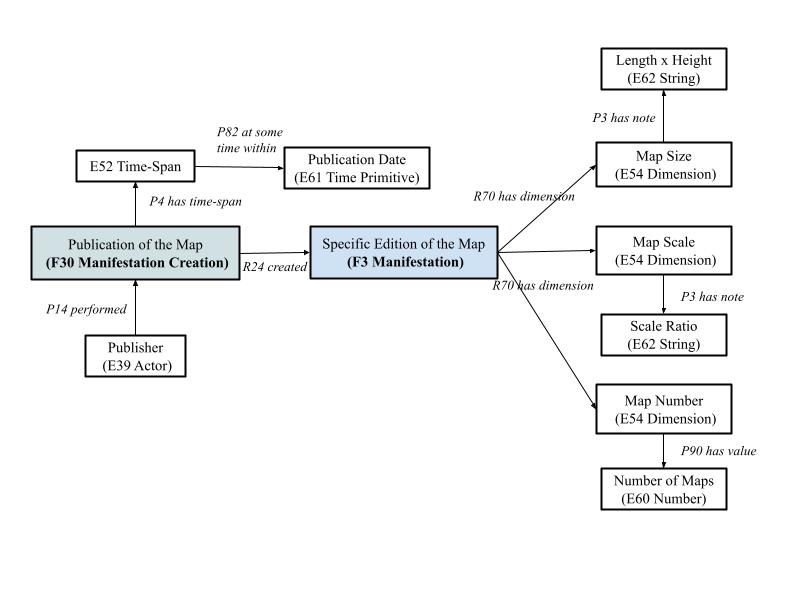 Length x Height
(E62 String)
P3 has note
P82 at some
time within
E52 Time-Span
Publication Date
(E61 Time Primitive)
Map Size
(E54 Dimension)
P4 has time-span
R70 has dimension
Publication of the Map
(F30 Manifestation Creation)
R24 created
Specific Edition of the Map
(F3 Manifestation)
Map Scale
(E54 Dimension)
R70 has dimension
P3 has note
P14 performed
Scale Ratio
(E62 String)
Publisher
(E39 Actor)
Map Number
(E54 Dimension)
P90 has value
Number of Maps
(E60 Number)